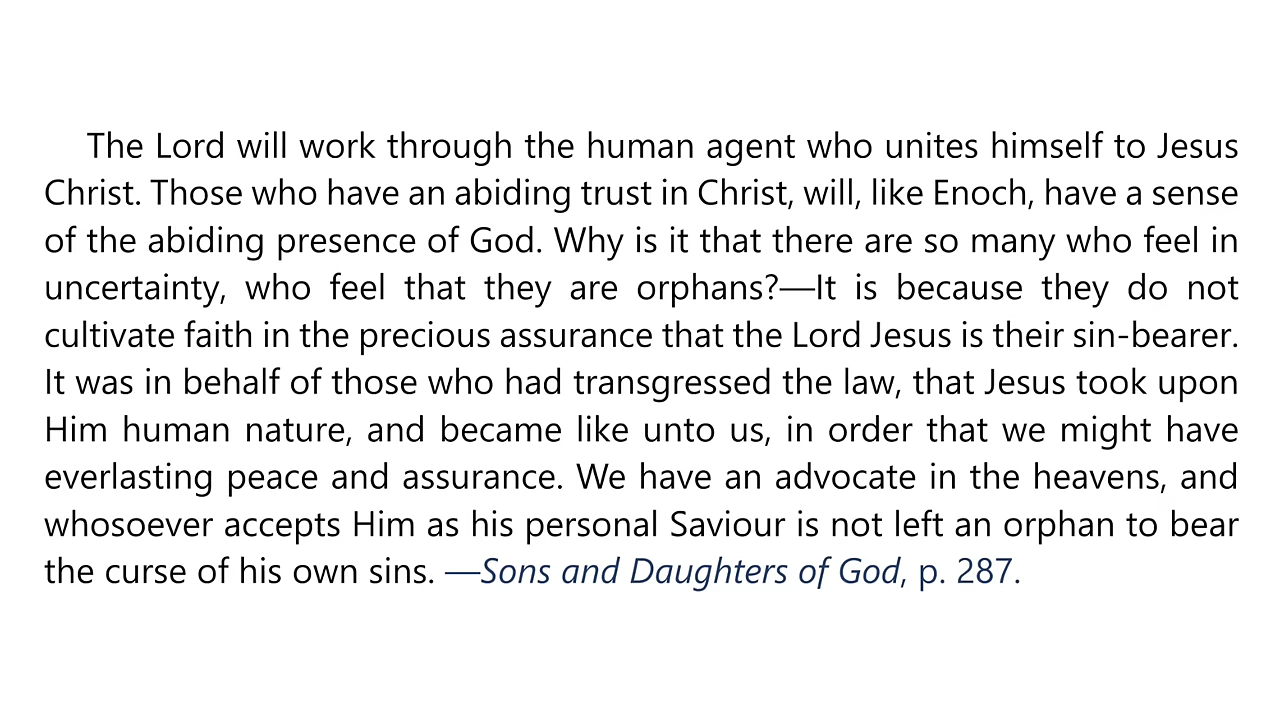 The Lord will work through the human agent who unites himself to Jesus
Christ. Those who have an abiding trust in Christ, will, like Enoch, have a sense
of the abiding presence of God. Why is it that there are so many who feel in
uncertainty, who feel that they are orphans?—It is because they do not
cultivate faith in the precious assurance that the Lord Jesus is their sin-bearer.
It was in behalf of those who had transgressed the law, that Jesus took upon
Him human nature, and became like unto us, in order that we might have
everlasting peace and assurance. We have an advocate in the heavens, and
whosoever accepts Him as his personal Saviour is not left an orphan to bear
the curse of his own sins. —Sons and Daughters of God, p. 287.